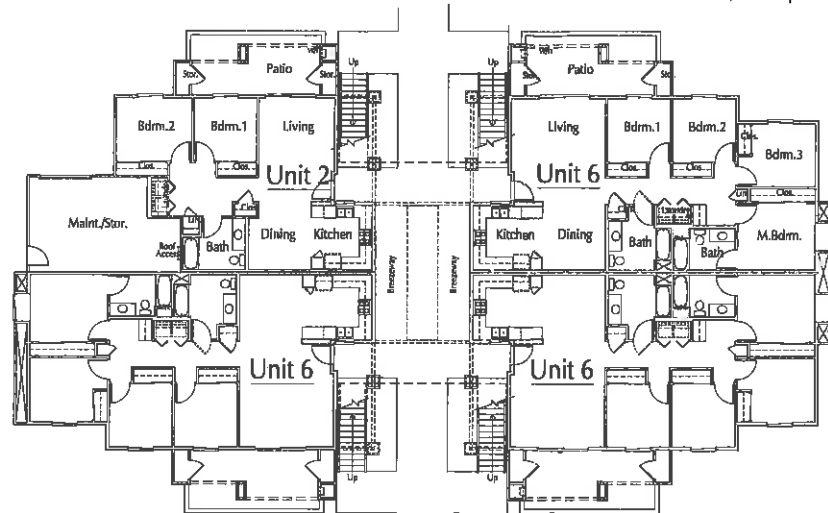 Up
Up
Patio
Stor.
Stor.
Patio
Stor.
Bdrm.2
Bdrm.1
Living
Living
Bdrm.1
Bdrm.2
Clos.
Bdrm.3
Clos.
Clos.
Clos.
Unit 2
Unit 6
Clos.
Lin.
Maint./Stor.
M.Bdrm.
Bath
Dining
Kitchen
Kitchen
Dining
Bath
Bath
Roof
Access
Breezeway
Breezeway
Unit 6
Unit 6
Up
Up